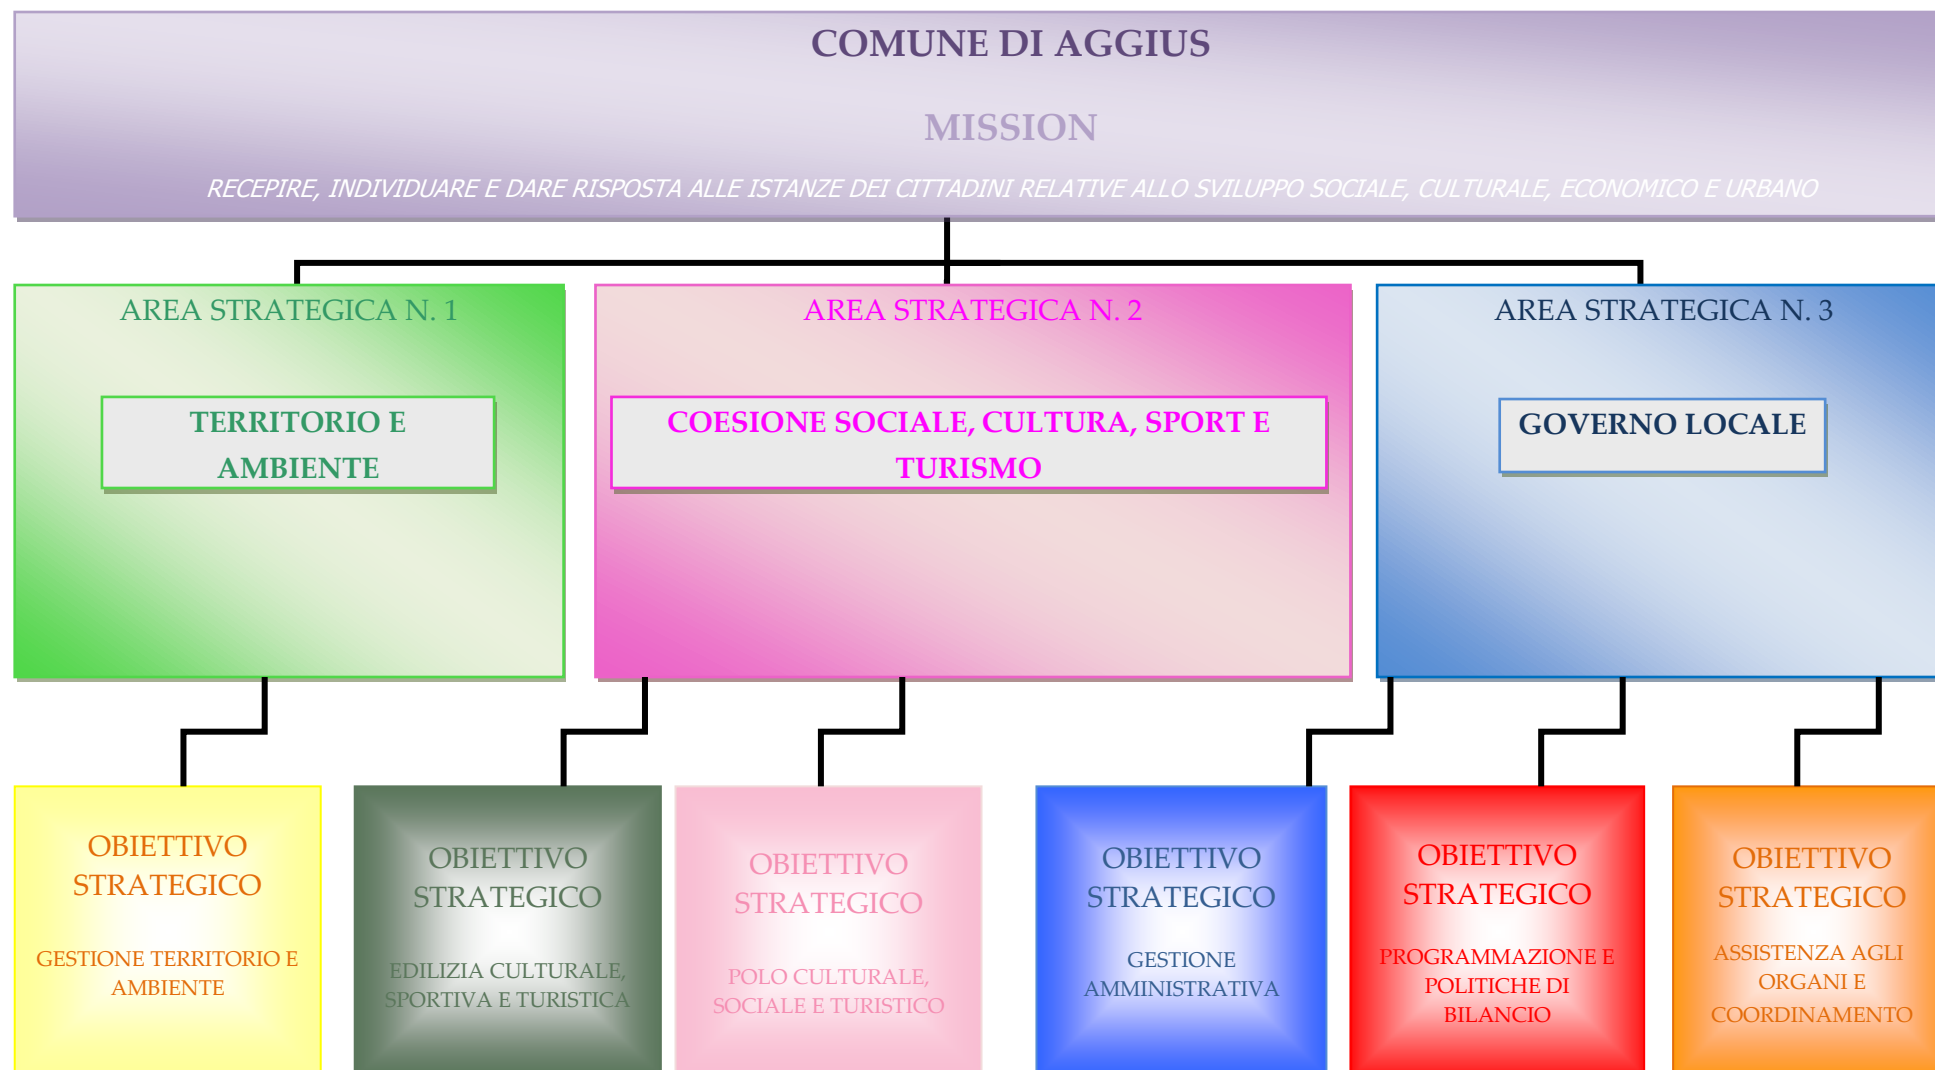 COMUNE DI AGGIUS
MISSION
RECEPIRE, INDIVIDUARE E DARE RISPOSTA ALLE ISTANZE DEI CITTADINI RELATIVE ALLO SVILUPPO SOCIALE, CULTURALE, ECONOMICO E URBANO
AREA STRATEGICA N. 1
TERRITORIO E
AMBIENTE
AREA STRATEGICA N. 2
COESIONE SOCIALE, CULTURA, SPORT E
TURISMO
AREA STRATEGICA N. 3
GOVERNO LOCALE
OBIETTIVO
STRATEGICO
GESTIONE TERRITORIO E
AMBIENTE
OBIETTIVO
STRATEGICO
EDILIZIA CULTURALE,
SPORTIVA E TURISTICA
OBIETTIVO
STRATEGICO
POLO CULTURALE,
SOCIALE E TURISTICO
OBIETTIVO
STRATEGICO
GESTIONE
AMMINISTRATIVA
OBIETTIVO
STRATEGICO
PROGRAMMAZIONE E
POLITICHE DI
BILANCIO
OBIETTIVO
STRATEGICO
ASSISTENZA AGLI
ORGANI E
COORDINAMENTO